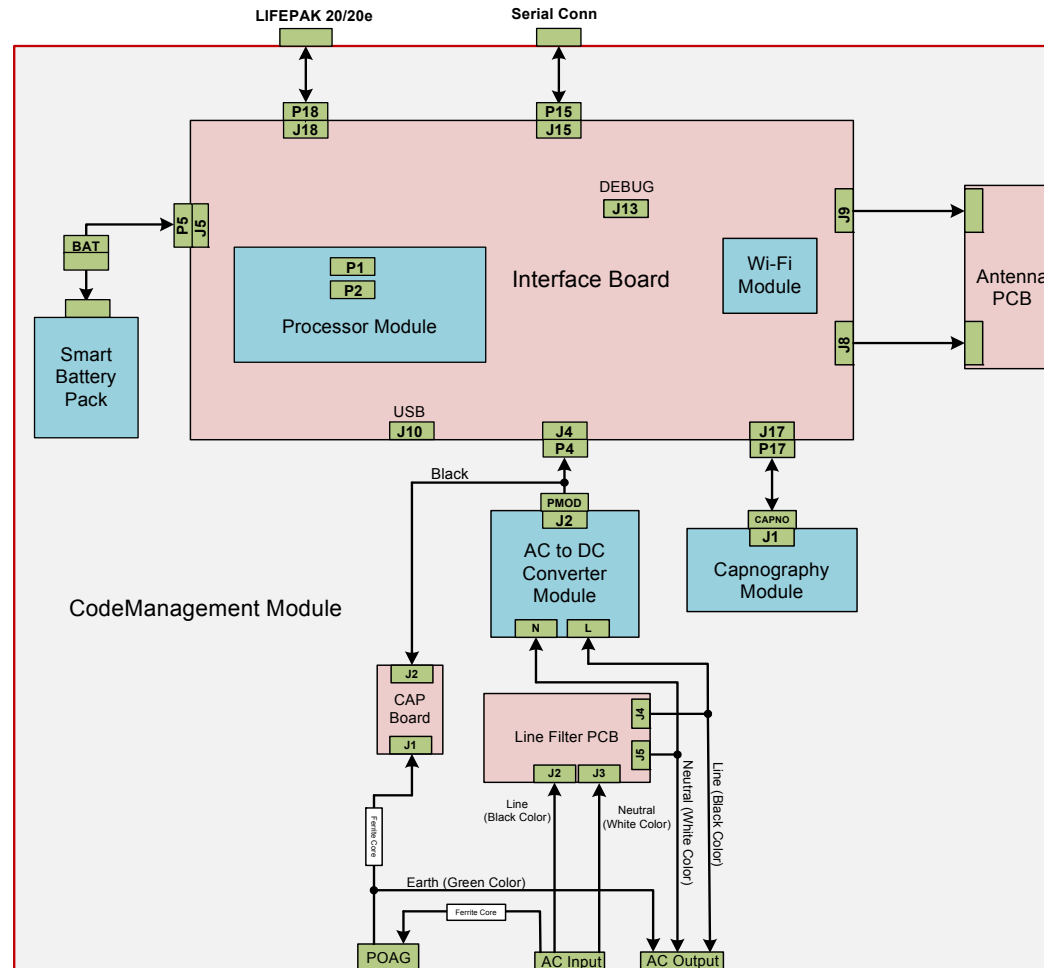 LIFEPAK 20/20e
Serial Conn
P18
J18
P15
J15
DEBUG
J13
P5
J5
J9
BAT
P1
P2
Processor Module
Interface Board
Wi-Fi
Module
Antenna
PCB
J8
Smart
Battery
Pack
USB
J10
J4
P4
J17
P17
Black
PMOD
J2
AC to DC
Converter
Module
N
L
CAPNO
J1
Capnography
Module
CodeManagement Module
J2
CAP
Board
J1
Line Filter PCB
J4
J5
J2
J3
Line
(Black Color)
Neutral
(White Color)
Neutral (White Color)
Line (Black Color)
Ferrite Core
Earth (Green Color)
Ferrite Core
POAG
AC Input
AC Output